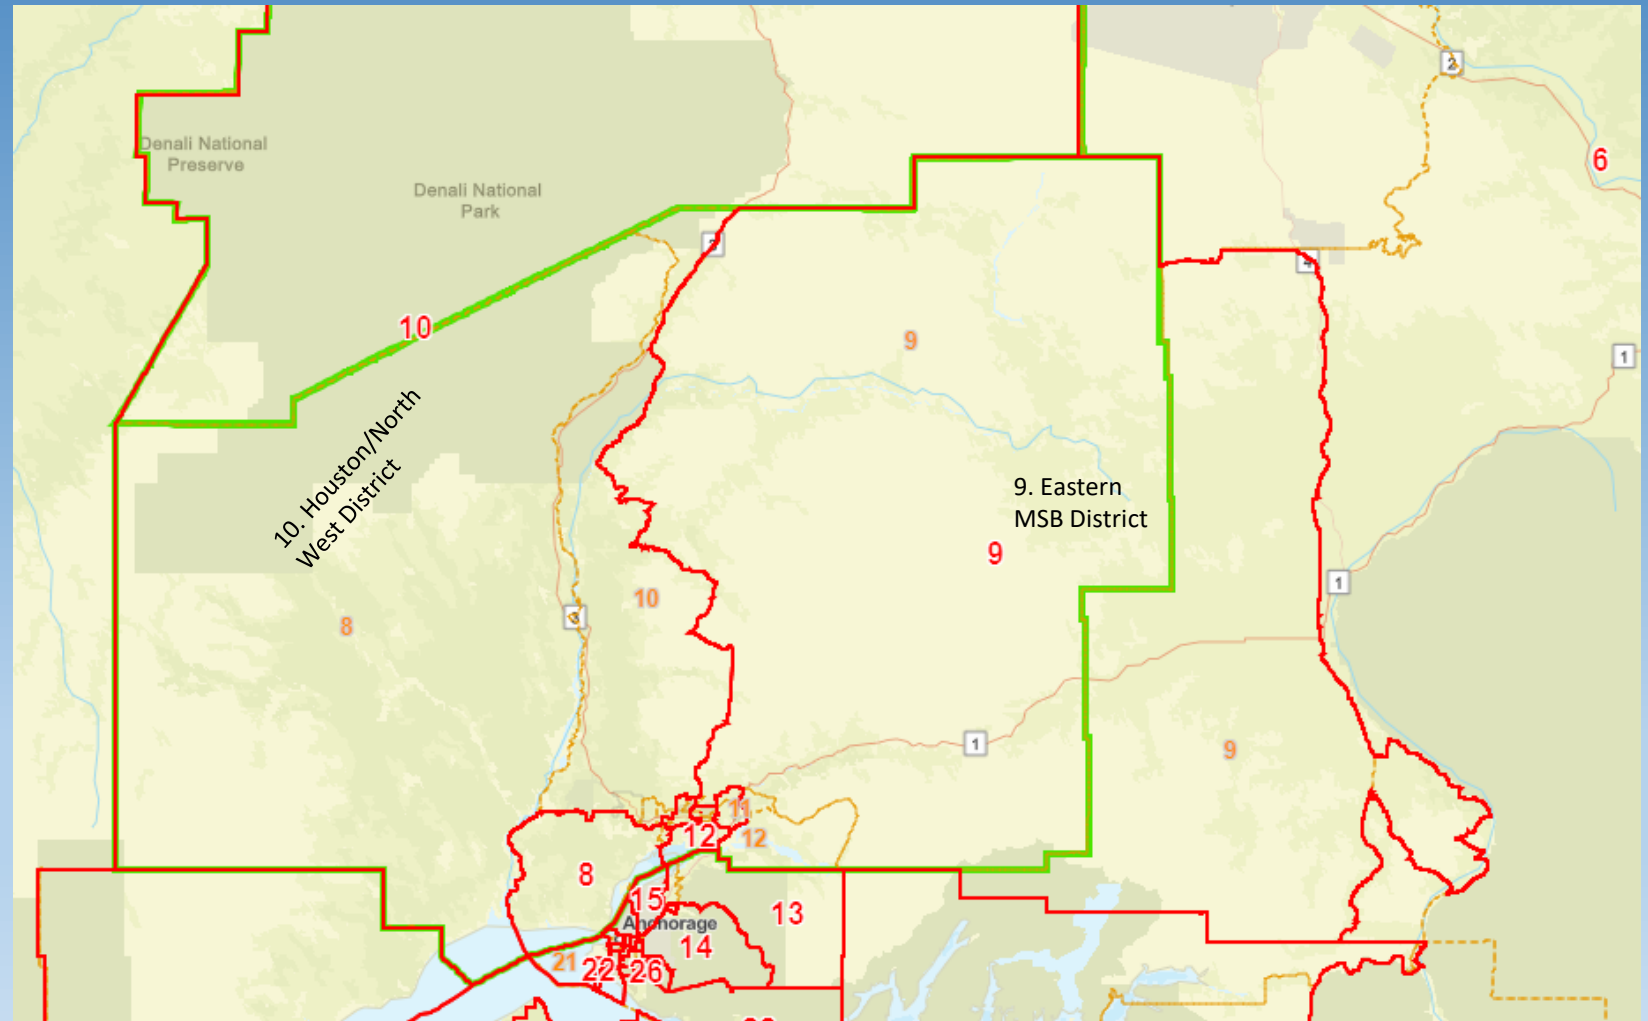 2
Denali National
Preserve
6
Denali National
Park
3
4
10
9
1
10. Houston/North
West District
9. Eastern
MSB District
9
1
10
3
8
1
9
11
12
12
8
15
13
Anchorage
14
21
22
26